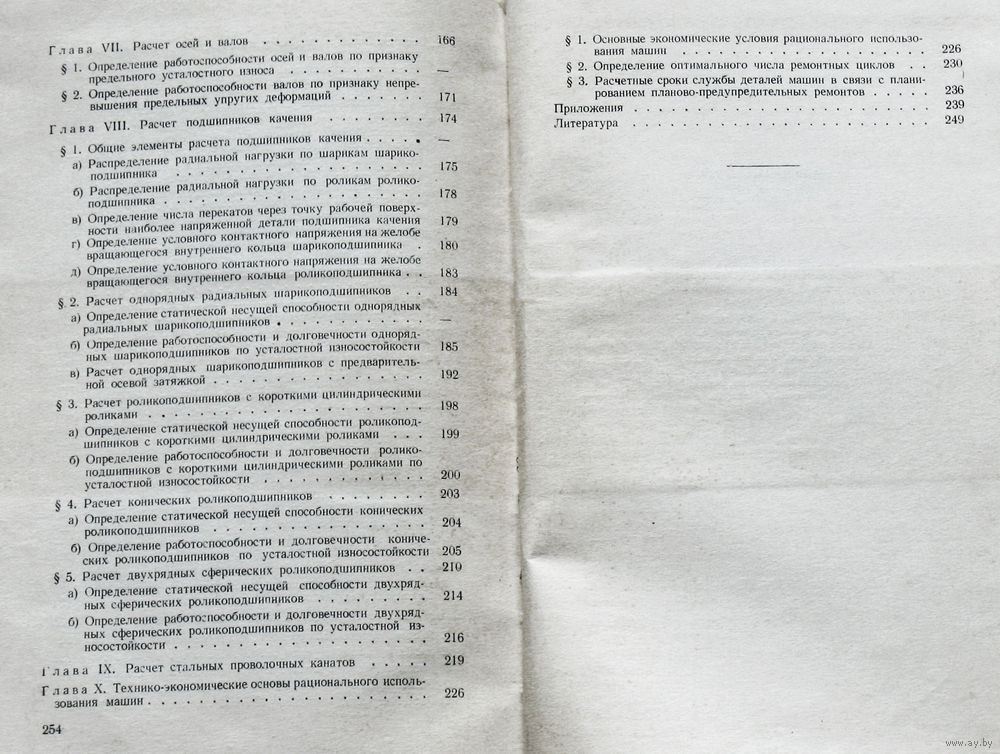 Глава VII. Расчет осей и валов . . . . . . . . . . . . . 166
§ 1. Определение работоспособности осей и валов по признаку
предельного усталостного износа . . . . . . . . . . —
§ 2. Определение работоспособности валов по признаку непре-
вышения предельных упругих деформаций . . . . . . . 171
Глава VIII. Расчет подшипников качения . . . . . . . . 174
§ 1. Общие элементы расчета подшипников качения . . . . . —
а) Распределение радиальной нагрузки по шарикам шарико-
подшипника . . . . . . . . . . . . . . . . . . . 175
б) Распределение радиальной нагрузки по роликам ролико-
подшипника . . . . . . . . . . . . . . . . . . . 178
в) Определение числа перекатов через точку рабочей поверх-
ности наиболее напряженной детали подшипника качения 179
г) Определение условного контактного напряжения на желобе
вращающегося внутреннего кольца шарикоподшипника . 180
д) Определение условного контактного напряжения на желобе
вращающегося внутреннего кольца роликоподшипника . . 183
§ 2. Расчет однорядных радиальных шарикоподшипников . . 184
а) Определение статической несущей способности однорядных
радиальных шарикоподшипников . . . . . . . . . . . —
б) Определение работоспособности и долговечности одноряд-
ных шарикоподшипников по усталостной износостойкости 185
в) Расчет однорядных шарикоподшипников с предваритель-
ной осевой затяжкой . . . . . . . . . . . . . . . . 192
§ 3. Расчет роликоподшипников с короткими цилиндрическими
роликами . . . . . . . . . . . . . . . . . . . . 198
а) Определение статической несущей способности роликопод-
шипников с короткими цилиндрическими роликами . . . 199
б) Определение работоспособности и долговечности ролико-
подшипников с короткими цилиндрическими роликами по
усталостной износостойкости . . . . . . . . . . . . 200
§ 4. Расчет конических роликоподшипников . . . . . . . . 203
а) Определение статической несущей способности конических
роликоподшипников . . . . . . . . . . . . . . . . 204
б) Определение работоспособности и долговечности кониче-
ских роликоподшипников по усталостной износостойкости 205
§ 5. Расчет двухрядных сферических роликоподшипников . . 210
а) Определение статической несущей способности двухряд-
ных сферических роликоподшипников . . . . . . . . . 214
б) Определение работоспособности и долговечности двухряд-
ных сферических роликоподшипников по усталостной из-
носостойкости . . . . . . . . . . . . . . . . . . . 216
Глава IX. Расчет стальных проволочных канатов . . . . . 219
Глава X. Технико-экономические основы рационального исполь-
зования машин . . . . . . . . . . . . . . . . . . . . 226
254
§ 1. Основные экономические условия рационального использо-
вания машин . . . . . . . . . . . . . . . . . . . 226
§ 2. Определение оптимального числа ремонтных циклов . . 230
§ 3. Расчетные сроки службы деталей машин в связи с плани-
рованием планово-предупредительных ремонтов . . . . . 236
Приложения . . . . . . . . . . . . . . . . . . . . . . . . 239
Литература . . . . . . . . . . . . . . . . . . . . . . . . 249
www.ay.by